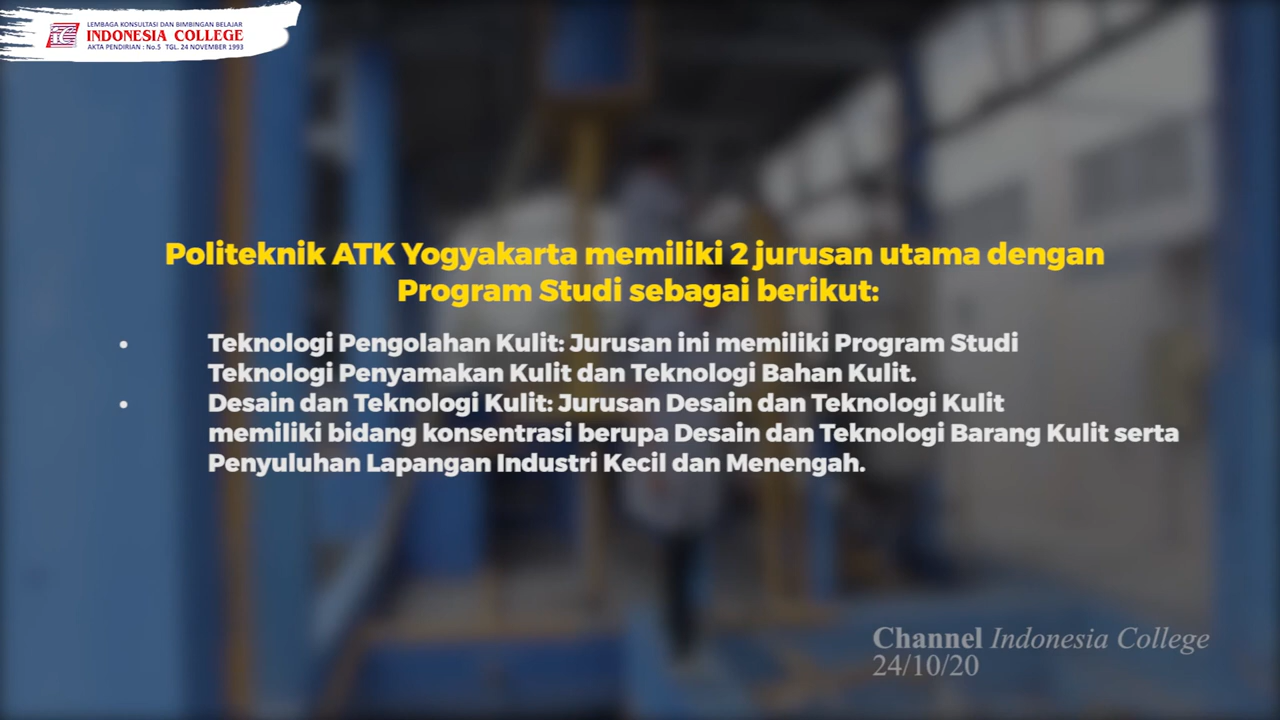 LEMBAGA KONSULTASI DAN BIMBINGAN BELAJAR
IC
INDONESIA COLLEGE
AKTA PENDIRIAN : No.5 TGL. 24 NOVEMBER 1993
Politeknik ATK Yogyakarta memiliki 2 jurusan utama dengan
Program Studi sebagai berikut:
• Teknologi Pengolahan Kulit: Jurusan ini memiliki Program Studi
Teknologi Penyamakan Kulit dan Teknologi Bahan Kulit.
• Desain dan Teknologi Kulit: Jurusan Desain dan Teknologi Kulit
memiliki bidang konsentrasi berupa Desain dan Teknologi Barang Kulit serta
Penyuluhan Lapangan Industri Kecil dan Menengah.
Channel Indonesia College
24/10/20